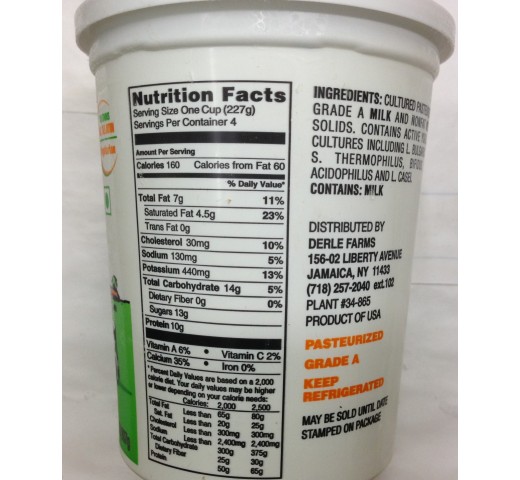 Nutrition Facts
Serving Size One Cup (227g)
Servings Per Container 4
Amount Per Serving
Calories 160 Calories from Fat 60
% Daily Value*
Total Fat 7g 11%
Saturated Fat 4.5g 23%
Trans Fat 0g
Cholesterol 30mg 10%
Sodium 130mg 5%
Potassium 440mg 13%
Total Carbohydrate 14g 5%
Dietary Fiber 0g 0%
Sugars 13g
Protein 10g
Vitamin A 6% • Vitamin C 2%
Calcium 35% • Iron 0%
*Percent Daily Values are based on a 2,000
calorie diet. Your daily values may be higher
or lower depending on your calorie needs:
Calories: 2,000 2,500
Total Fat Less than 65g 80g
Sat. Fat Less than 20g 25g
Cholesterol Less than 300mg 300mg
Sodium Less than 2,400mg 2,400mg
Total Carbohydrate 300g 375g
Dietary Fiber 25g 30g
Protein 50g 65g
INGREDIENTS: CULTURED
GRADE A MILK AND
SOLIDS. CONTAINS ACTIVE
CULTURES INCLUDING L.
S. THERMOPHILUS,
ACIDOPHILUS AND L. CASEI.
CONTAINS: MILK
DISTRIBUTED BY
DERLE FARMS
156-02 LIBERTY AVENUE
JAMAICA, NY 11433
(718) 257-2040 ext.102
PLANT #34-865
PRODUCT OF USA
PASTEURIZED
GRADE A
KEEP
REFRIGERATED
MAY BE SOLD UNTIL DATE
STAMPED ON PACKAGE